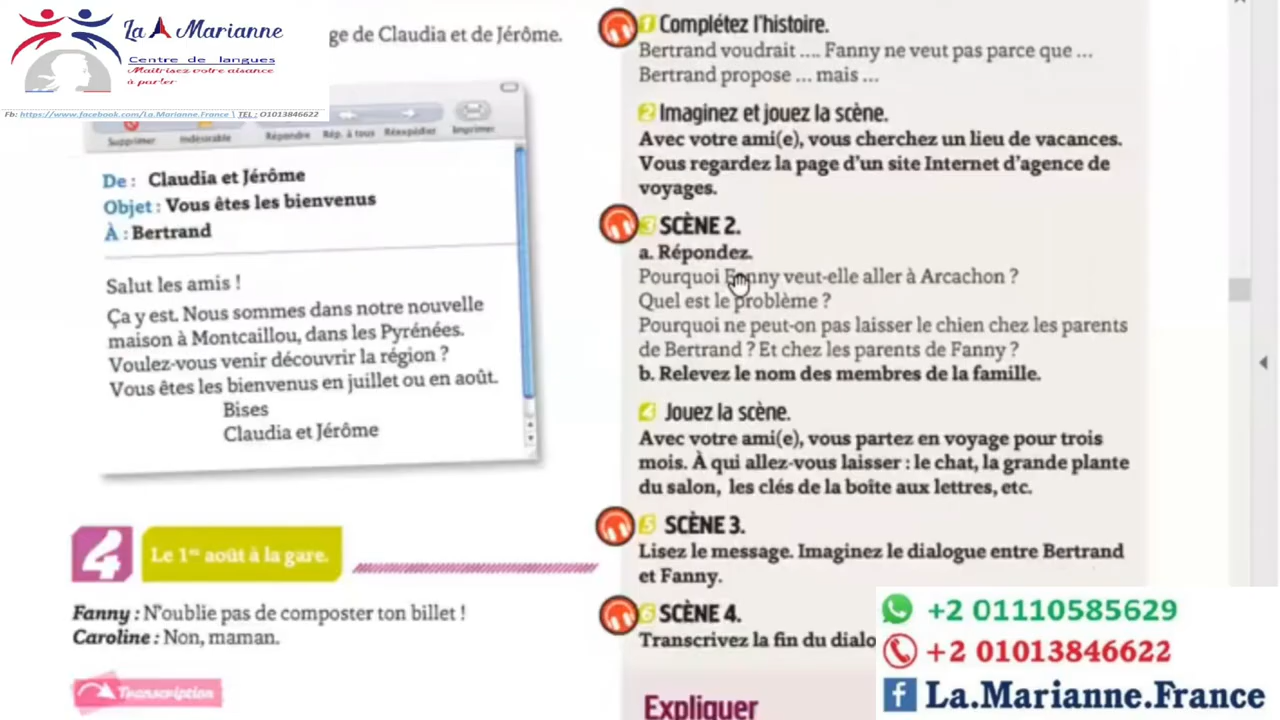 La Marianne
Centre de langues
Maîtrisez votre aisance
à parler
Fb: https://www.facebook.com/La.Marianne.France \ TEL : 01013846622
ge de Claudia et de Jérôme.
Supprimer Indésirable Répondre Rép. à tous Réexpédier Imprimer
De : Claudia et Jérôme
Objet : Vous êtes les bienvenus
À : Bertrand
Salut les amis !
Ça y est. Nous sommes dans notre nouvelle
maison à Montcaillou, dans les Pyrénées.
Voulez-vous venir découvrir la région ?
Vous êtes les bienvenus en juillet ou en août.
Bises
Claudia et Jérôme
4 Le 1er août à la gare.
Fanny : N'oublie pas de composter ton billet !
Caroline : Non, maman.
Transcription
1 Complétez l'histoire.
Bertrand voudrait .... Fanny ne veut pas parce que ...
Bertrand propose ... mais ...
2 Imaginez et jouez la scène.
Avec votre ami(e), vous cherchez un lieu de vacances.
Vous regardez la page d'un site Internet d'agence de
voyages.
3 SCÈNE 2.
a. Répondez.
Pourquoi Fanny veut-elle aller à Arcachon ?
Quel est le problème ?
Pourquoi ne peut-on pas laisser le chien chez les parents
de Bertrand ? Et chez les parents de Fanny ?
b. Relevez le nom des membres de la famille.
4 Jouez la scène.
Avec votre ami(e), vous partez en voyage pour trois
mois. À qui allez-vous laisser : le chat, la grande plante
du salon, les clés de la boîte aux lettres, etc.
5 SCÈNE 3.
Lisez le message. Imaginez le dialogue entre Bertrand
et Fanny.
6 SCÈNE 4.
Transcrivez la fin du dialo
Expliquer
+2 01110585629
+2 01013846622
La.Marianne.France